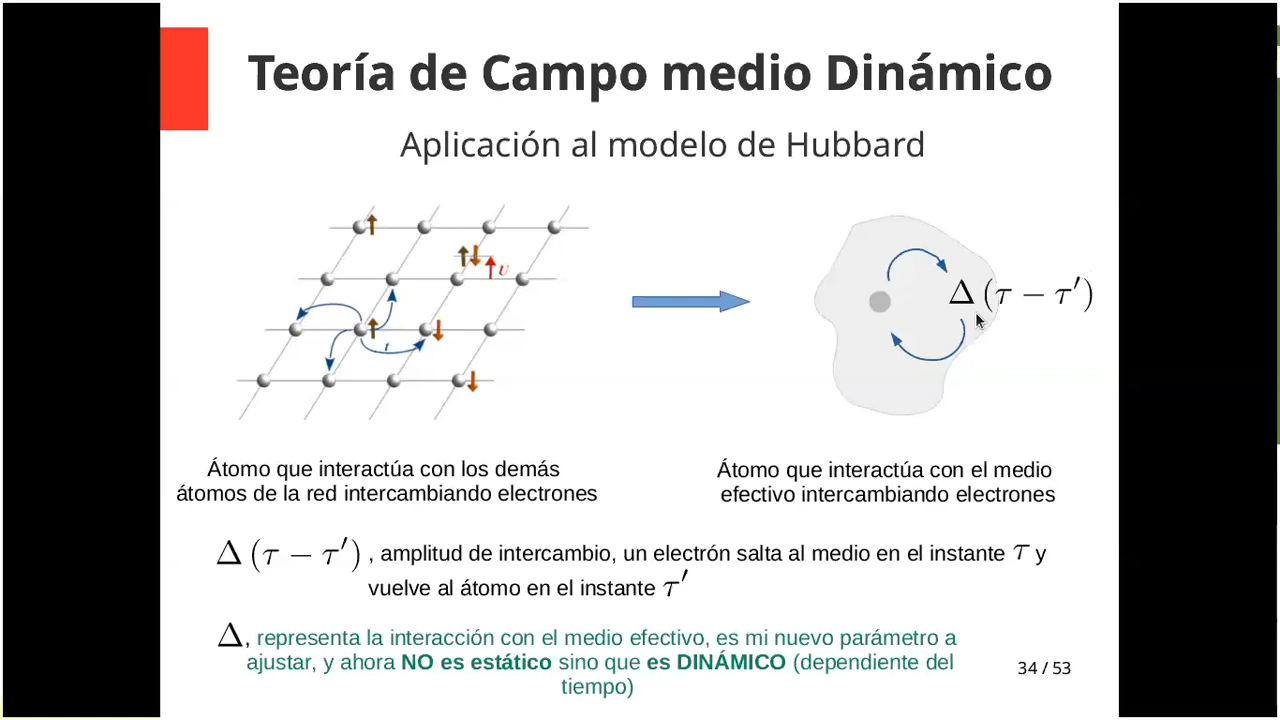 Teoría de Campo medio Dinámico
Aplicación al modelo de Hubbard
U
t
Δ (τ − τ′)
Átomo que interactúa con los demás
átomos de la red intercambiando electrones
Átomo que interactúa con el medio
efectivo intercambiando electrones
Δ (τ − τ′) , amplitud de intercambio, un electrón salta al medio en el instante τ y
vuelve al átomo en el instante τ′
Δ, representa la interacción con el medio efectivo, es mi nuevo parámetro a
ajustar, y ahora NO es estático sino que es DINÁMICO (dependiente del
tiempo)
34 / 53